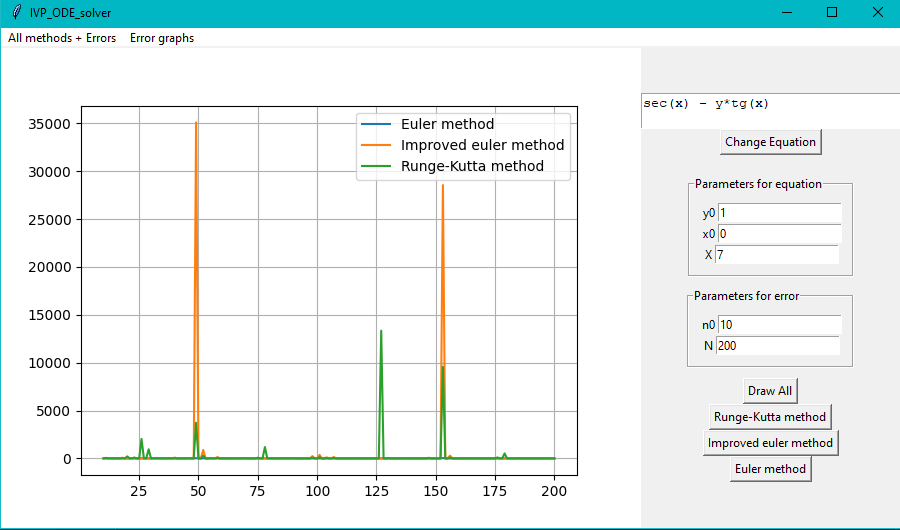 IVP_ODE_solver
All methods + Errors Error graphs
sec(x) - y*tg(x)
Change Equation
Parameters for equation
y0 1
x0 0
X 7
Parameters for error
n0 10
N 200
Draw All
Runge-Kutta method
Improved euler method
Euler method
Euler method
Improved euler method
Runge-Kutta method
35000
30000
25000
20000
15000
10000
5000
0
25 50 75 100 125 150 175 200